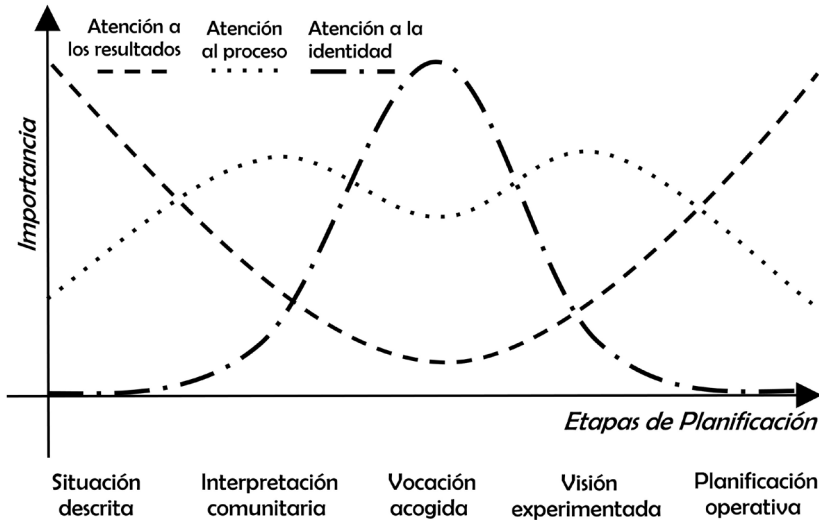 Atención a
los resultados
Atención
al proceso
Atención a la
identidad
Importancia
Etapas de Planificación
Situación
descrita
Interpretación
comunitaria
Vocación
acogida
Visión
experimentada
Planificación
operativa